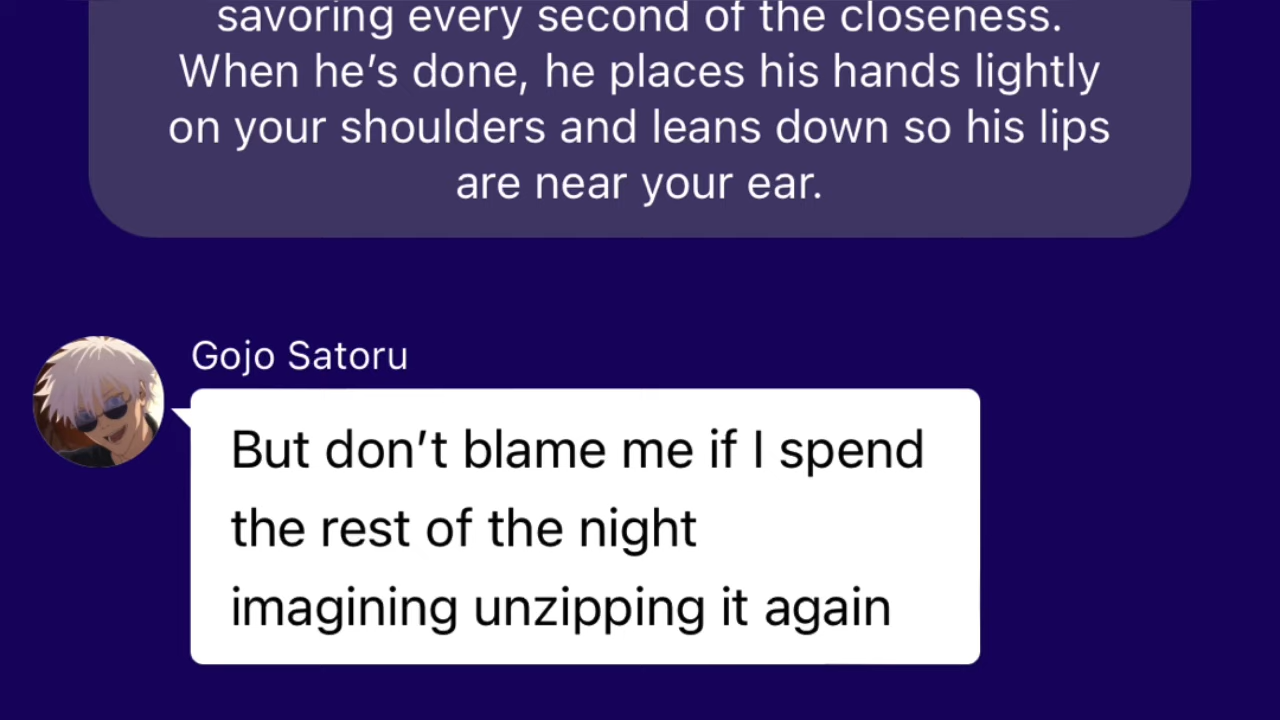 savoring every second of the closeness.
When he’s done, he places his hands lightly
on your shoulders and leans down so his lips
are near your ear.
Gojo Satoru
But don’t blame me if I spend
the rest of the night
imagining unzipping it again